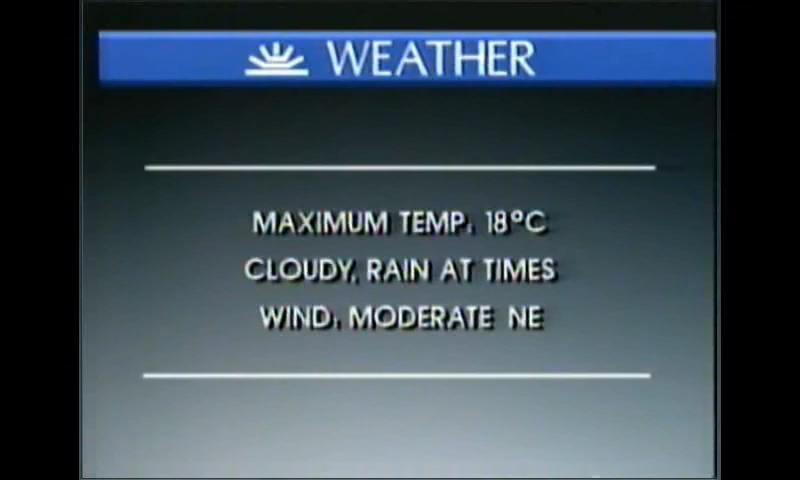 WEATHER
MAXIMUM TEMP: 18°C
CLOUDY, RAIN AT TIMES
WIND: MODERATE NE